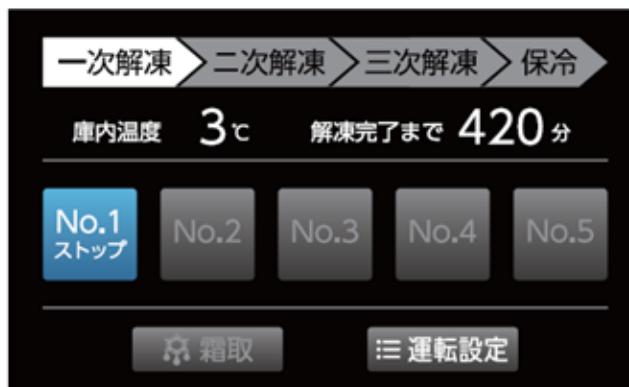 一次解凍 二次解凍 三次解凍 保冷
庫内温度 3℃ 解凍完了まで 420分
No.1 No.2 No.3 No.4 No.5
ストップ
霜取 運転設定